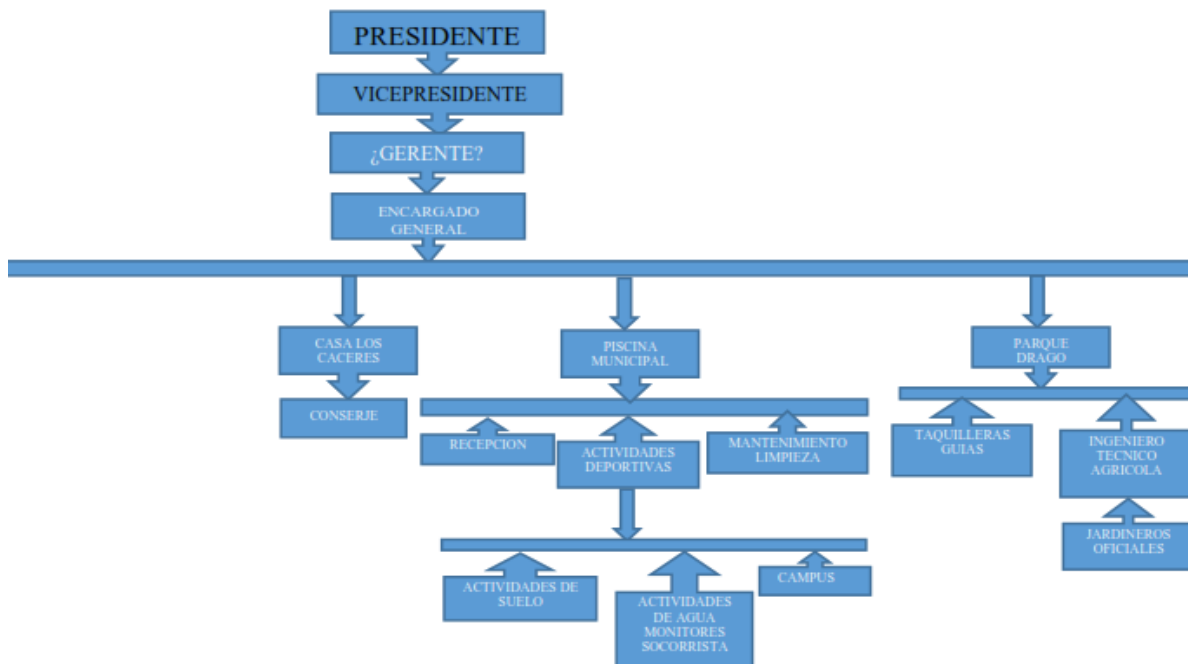 PRESIDENTE
VICEPRESIDENTE
¿GERENTE?
ENCARGADO
GENERAL
CASA LOS
CACERES
CONSERJE
PISCINA
MUNICIPAL
RECEPCION
ACTIVIDADES
DEPORTIVAS
MANTENIMIENTO
LIMPIEZA
ACTIVIDADES DE
SUELO
ACTIVIDADES
DE AGUA
MONITORES
SOCORRISTA
CAMPUS
PARQUE
DRAGO
TAQUILLERAS
GUIAS
INGENIERO
TECNICO
AGRICOLA
JARDINEROS
OFICIALES